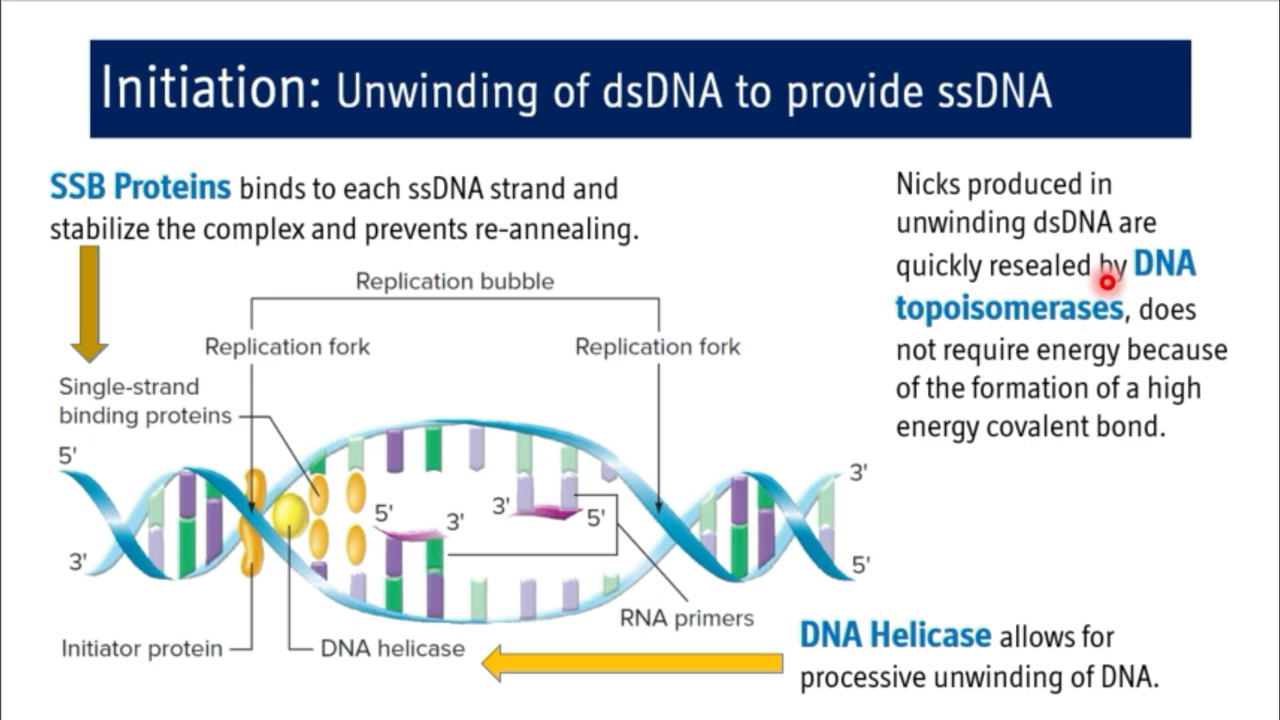 Initiation: Unwinding of dsDNA to provide ssDNA
SSB Proteins binds to each ssDNA strand and
stabilize the complex and prevents re-annealing.
Nicks produced in
unwinding dsDNA are
quickly resealed by DNA
topoisomerases, does
not require energy because
of the formation of a high
energy covalent bond.
Replication bubble
Replication fork
Replication fork
Single-strand
binding proteins
5'
3'
3'
5'
5'
3'
3'
5'
RNA primers
Initiator protein
DNA helicase
DNA Helicase allows for
processive unwinding of DNA.